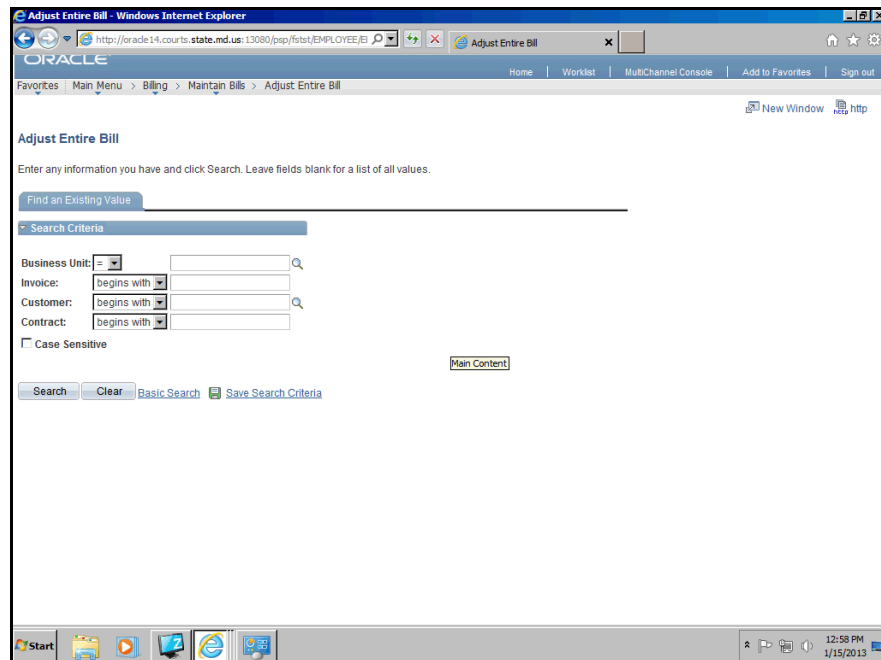 Adjust Entire Bill - Windows Internet Explorer
http://oracle14.courts.state.md.us:13080/psp/fstst/EMPLOYEE/E
Adjust Entire Bill
ORACLE
Home | Worklist | MultiChannel Console | Add to Favorites | Sign out
Favorites | Main Menu > Billing > Maintain Bills > Adjust Entire Bill
New Window http
Adjust Entire Bill
Enter any information you have and click Search. Leave fields blank for a list of all values.
Find an Existing Value
Search Criteria
Business Unit: =
Invoice: begins with
Customer: begins with
Contract: begins with
Case Sensitive
Main Content
Search Clear Basic Search Save Search Criteria
Start
12:58 PM
1/15/2013